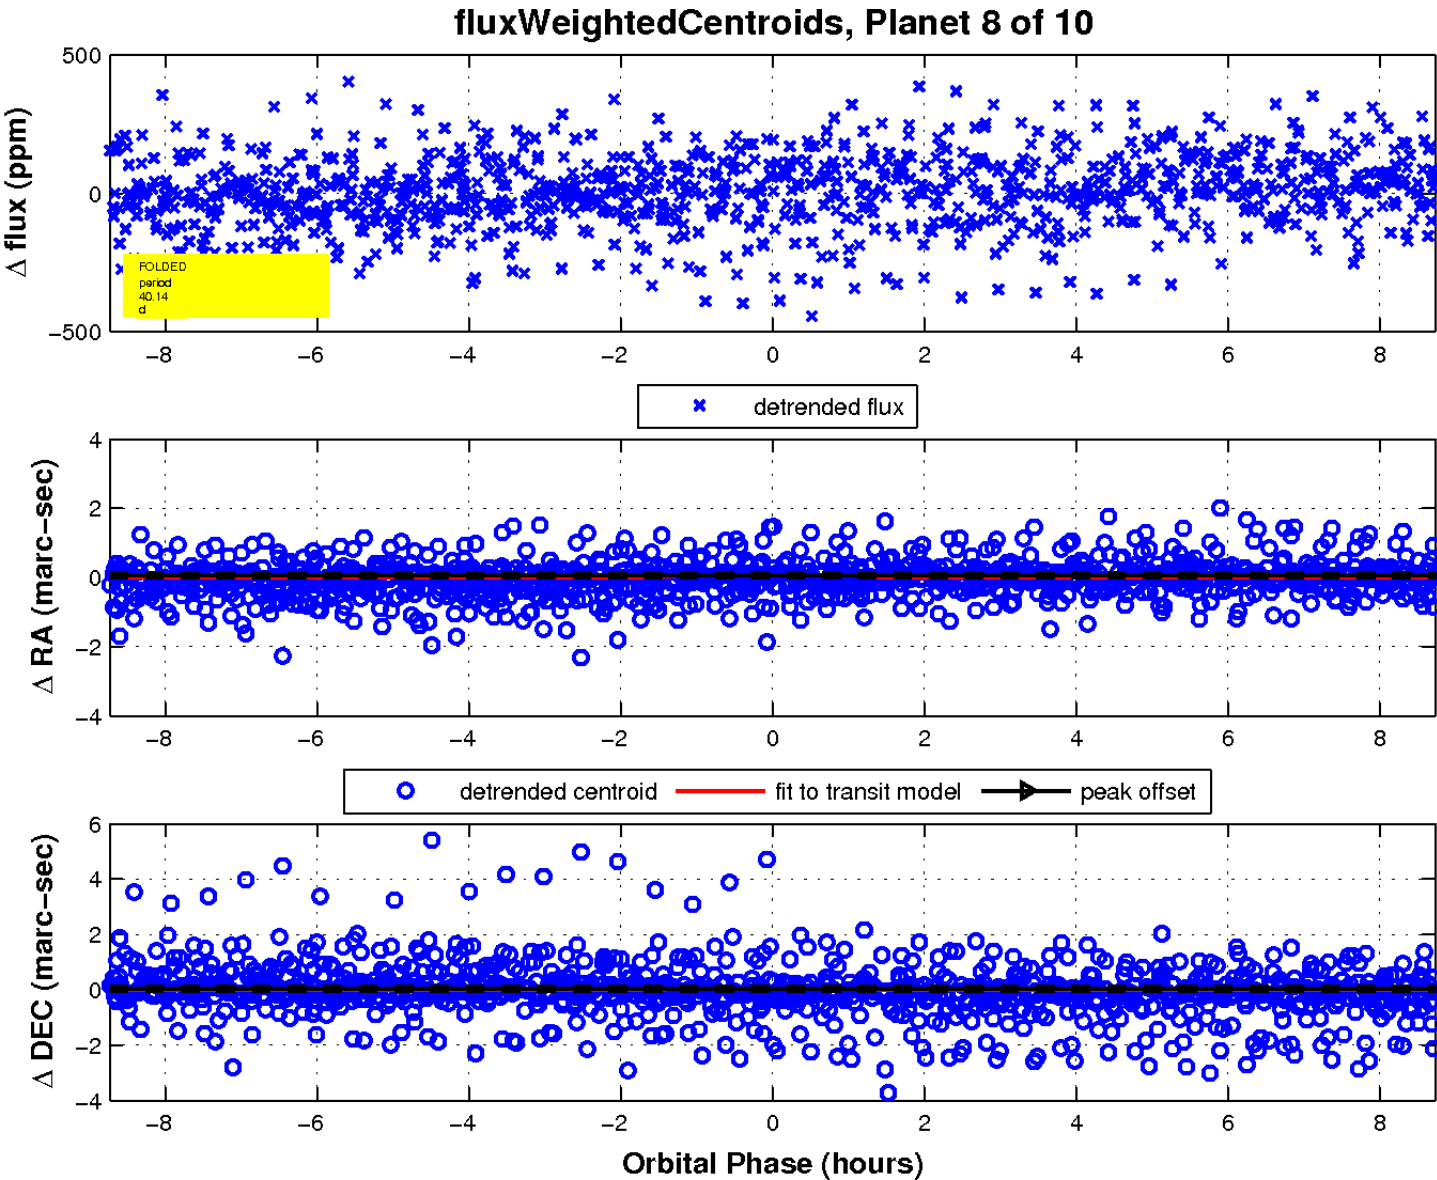 fluxWeightedCentroids, Planet 8 of 10
Δ flux (ppm)
500
0
−500
FOLDED
period
40.14
d
−8 −6 −4 −2 0 2 4 6 8
detrended flux
Δ RA (marc−sec)
4
2
0
−2
−4
−8 −6 −4 −2 0 2 4 6 8
detrended centroid fit to transit model peak offset
Δ DEC (marc−sec)
6
4
2
0
−2
−4
−8 −6 −4 −2 0 2 4 6 8
Orbital Phase (hours)